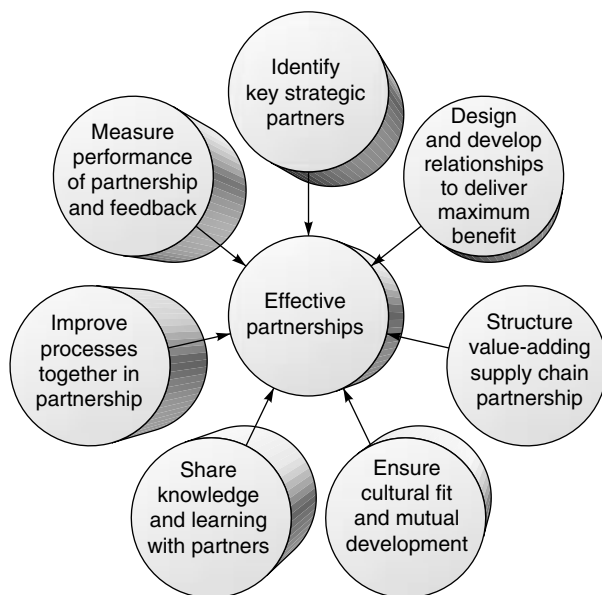 Identify
key strategic
partners
Design
and develop
relationships
to deliver
maximum
benefit
Structure
value-adding
supply chain
partnership
Ensure
cultural fit
and mutual
development
Share
knowledge
and learning
with partners
Improve
processes
together in
partnership
Measure
performance
of partnership
and feedback
Effective
partnerships